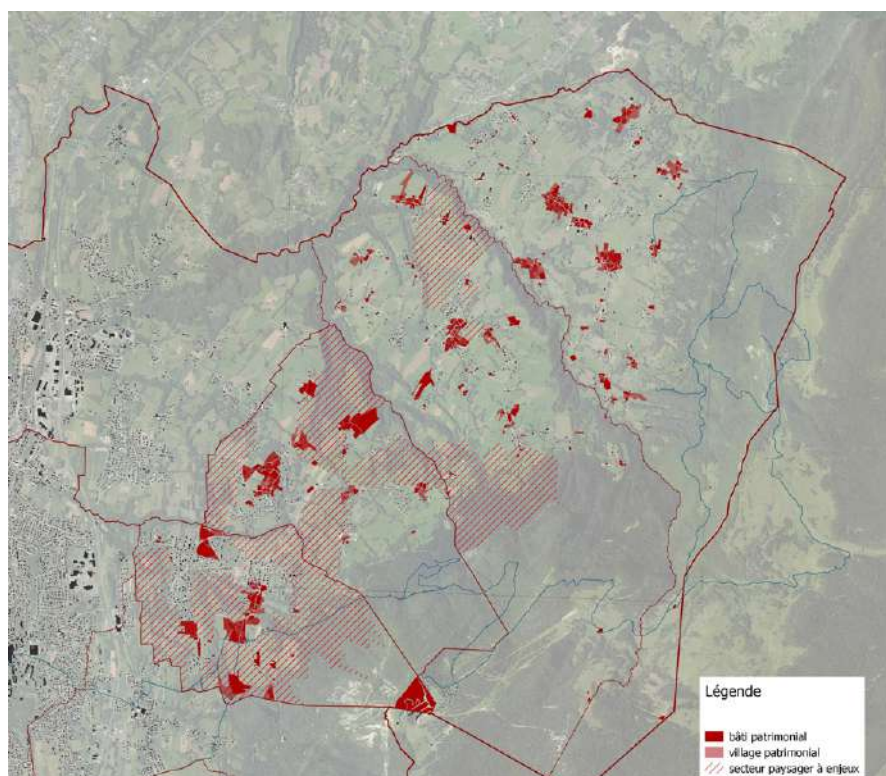 Légende
bâti patrimonial
village patrimonial
secteur paysager à enjeux